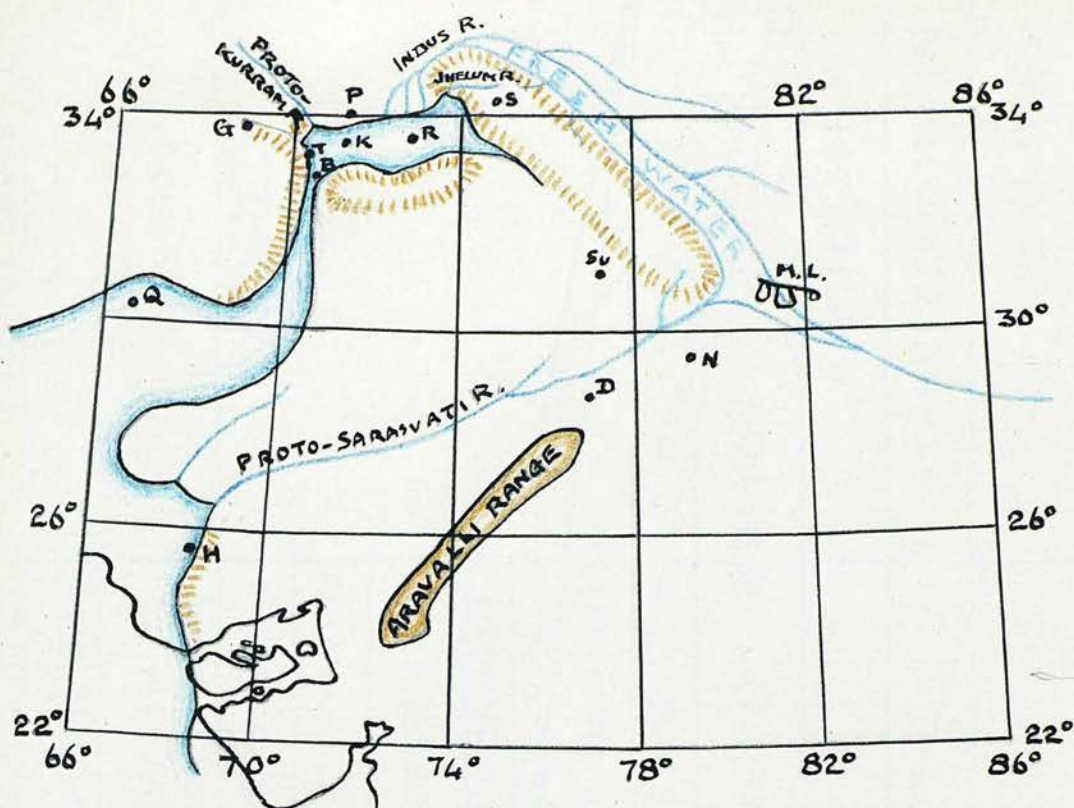 INDUS R.
FRESH WATER
PROTO-
KURRAM
JHELUM R.
66°
P
S
82°
86°
34°
34°
G
K
R
T
B
Su
M.L.
Q
30°
N
D
PROTO-SARASVATI R.
ARAVALLI RANGE
26°
26°
H
22°
22°
66°
70°
74°
78°
82°
86°